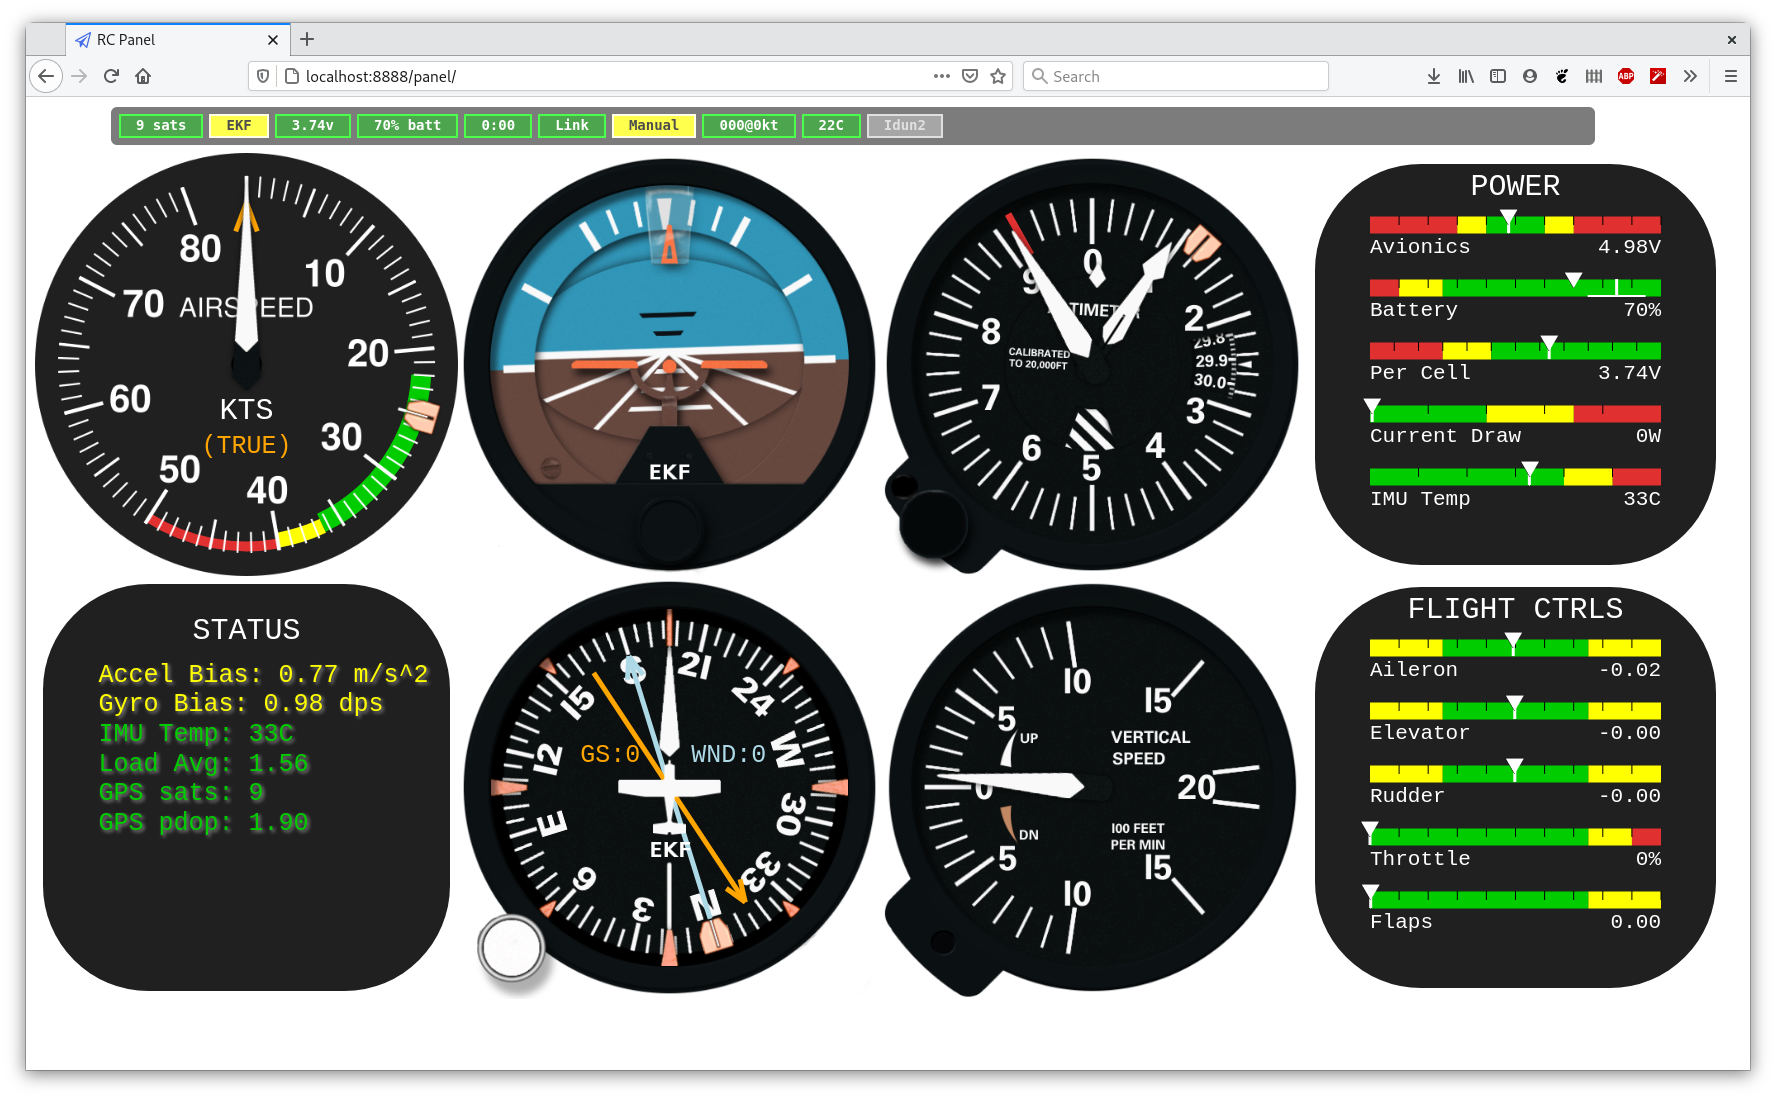 RC Panel
localhost:8888/panel/
Search
ABP
9 sats
EKF
3.74v
70% batt
0:00
Link
Manual
000@0kt
22C
Idun2
80
10
70
AIRSPEED
20
60
KTS
(TRUE)
30
50
40
EKF
0
9
8
2
CALIBRATED
TO 20,000FT
29.8
29.9
30.0
7
3
6
4
5
POWER
Avionics 4.98V
Battery 70%
Per Cell 3.74V
Current Draw 0W
IMU Temp 33C
STATUS
Accel Bias: 0.77 m/s^2
Gyro Bias: 0.98 dps
IMU Temp: 33C
Load Avg: 1.56
GPS sats: 9
GPS pdop: 1.90
S
21
24
15
W
12
GS:0
WND:0
30
E
EKF
33
6
N
3
10
15
5
UP
VERTICAL
SPEED
0
20
DN
100 FEET
PER MIN
5
15
10
FLIGHT CTRLS
Aileron -0.02
Elevator -0.00
Rudder -0.00
Throttle 0%
Flaps 0.00